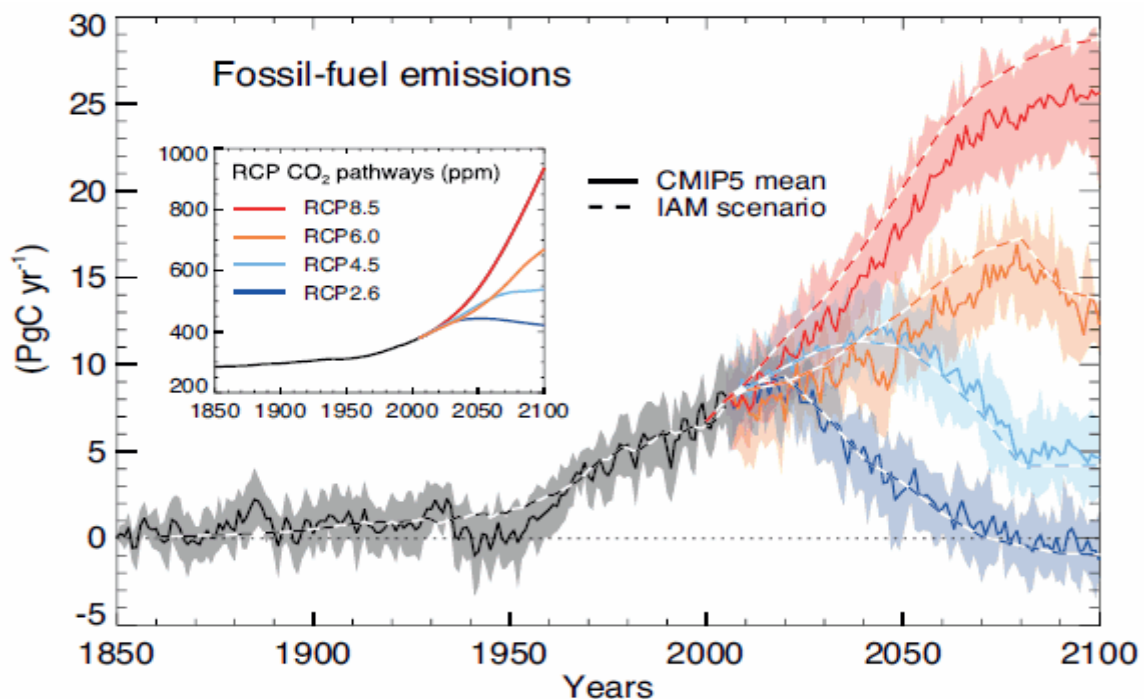 30
25
20
15
10
5
0
-5
(PgC yr⁻¹)
Fossil-fuel emissions
1000
800
600
400
200
RCP CO₂ pathways (ppm)
RCP8.5
RCP6.0
RCP4.5
RCP2.6
1850 1900 1950 2000 2050 2100
CMIP5 mean
IAM scenario
1850 1900 1950 2000 2050 2100
Years